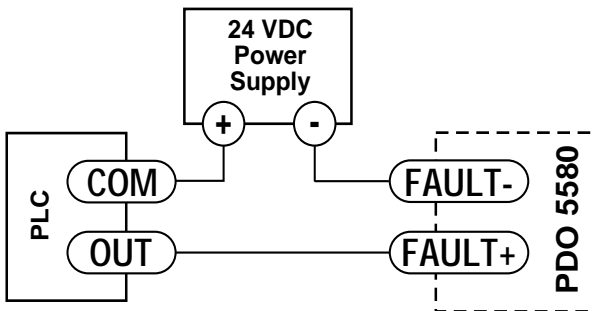 24 VDC
Power
Supply
+ -
PLC
COM
FAULT-
OUT
FAULT+
PDO 5580